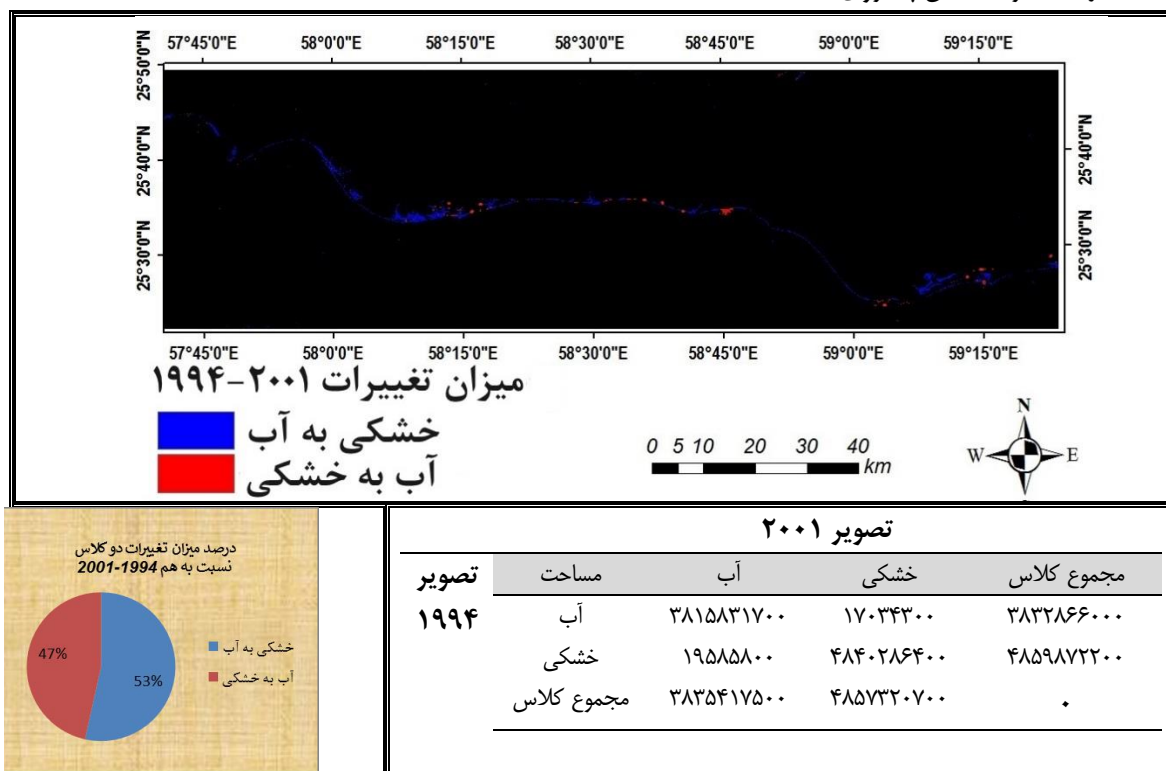 57°45'0"E 58°0'0"E 58°15'0"E 58°30'0"E 58°45'0"E 59°0'0"E 59°15'0"E
25°50'0"N
25°40'0"N 25°40'0"N
25°30'0"N 25°30'0"N
57°45'0"E 58°0'0"E 58°15'0"E 58°30'0"E 58°45'0"E 59°0'0"E 59°15'0"E
میزان تغییرات ۲۰۰۱-۱۹۹۴
خشکی به آب
آب به خشکی
0 5 10 20 30 40
km
N
W E
درصد میزان تغییرات دو کلاس
نسبت به هم 1994-2001
خشکی به آب
آب به خشکی
47%
53%
تصویر ۲۰۰۱
تصویر مساحت آب خشکی مجموع کلاس
۱۹۹۴ آب ۳۸۱۵۸۳۱۷۰۰ ۱۷۰۳۴۳۰۰ ۳۸۳۲۸۶۶۰۰۰
خشکی ۱۹۵۸۵۸۰۰ ۴۸۴۰۲۸۶۴۰۰ ۴۸۵۹۸۷۲۲۰۰
مجموع کلاس ۳۸۳۵۴۱۷۵۰۰ ۴۸۵۷۳۲۰۷۰۰ ۰